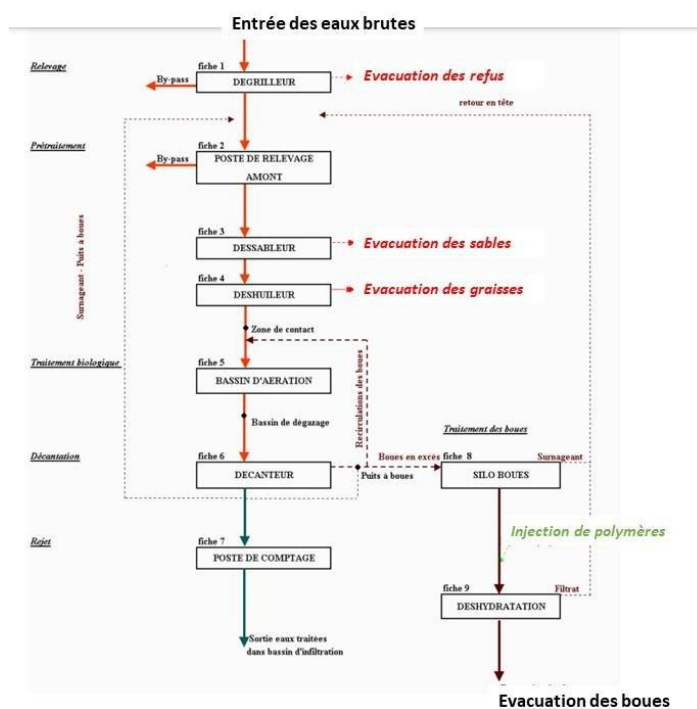 Entrée des eaux brutes
Relevage
fiche 1
By-pass
DEGRILLEUR
Evacuation des refus
retour en tête
Prétraitement
fiche 2
By-pass
POSTE DE RELEVAGE
AMONT
Surnageant - Puits à boues
fiche 3
DESSABLEUR
Evacuation des sables
fiche 4
DESHUILEUR
Evacuation des graisses
Zone de contact
Traitement biologique
fiche 5
BASSIN D'AERATION
Recirculations des boues
Bassin de dégazage
Traitement des boues
Décantation
fiche 6
DECANTEUR
Boues en excès
Puits à boues
fiche 8
Surnageant
SILO BOUES
Injection de polymères
Rejet
fiche 7
POSTE DE COMPTAGE
fiche 9
Filtrat
DESHYDRATATION
Sortie eaux traitées
dans bassin d'infiltration
Evacuation des boues